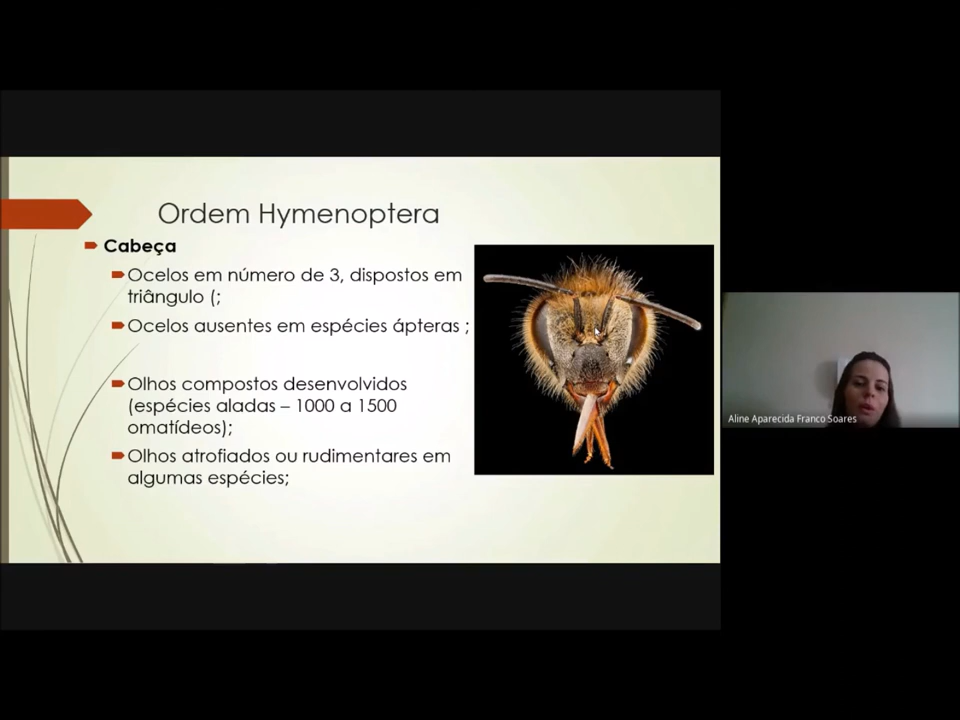 Ordem Hymenoptera
Cabeça
Ocelos em número de 3, dispostos em
triângulo (;
Ocelos ausentes em espécies ápteras ;
Olhos compostos desenvolvidos
(espécies aladas – 1000 a 1500
omatídeos);
Olhos atrofiados ou rudimentares em
algumas espécies;
Aline Aparecida Franco Soares